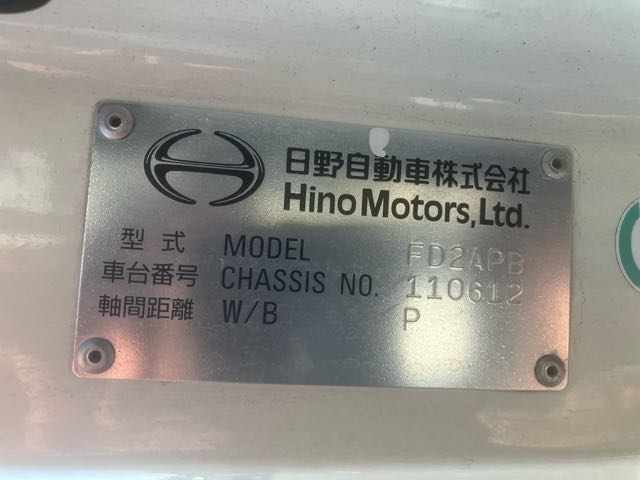 日野自動車株式会社
Hino Motors, Ltd.
型式 MODEL FD2APB
車台番号 CHASSIS NO. 110612
軸間距離 W/B P